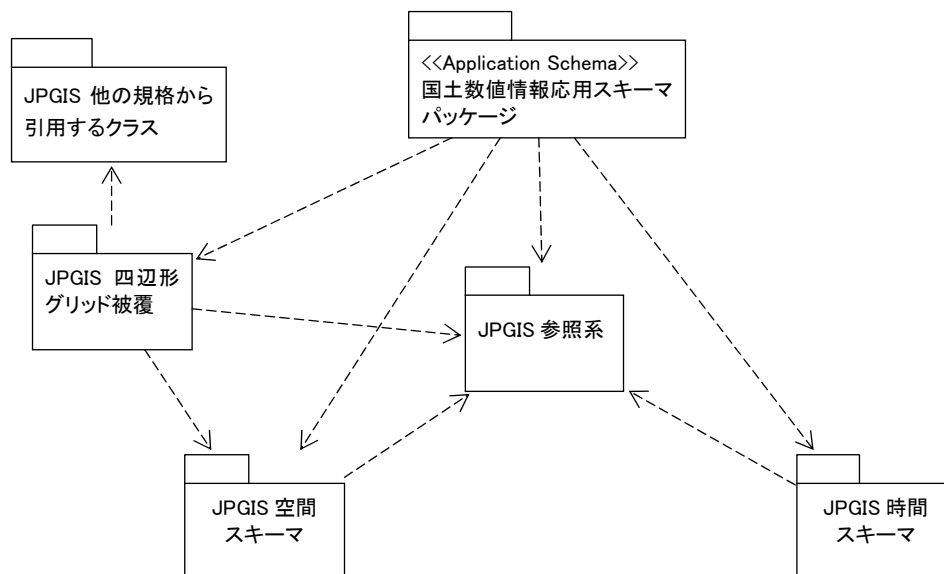 JPGIS 他の規格から
引用するクラス
<<Application Schema>>
国土数値情報応用スキーマ
パッケージ
JPGIS 四辺形
グリッド被覆
JPGIS 参照系
JPGIS 空間
スキーマ
JPGIS 時間
スキーマ